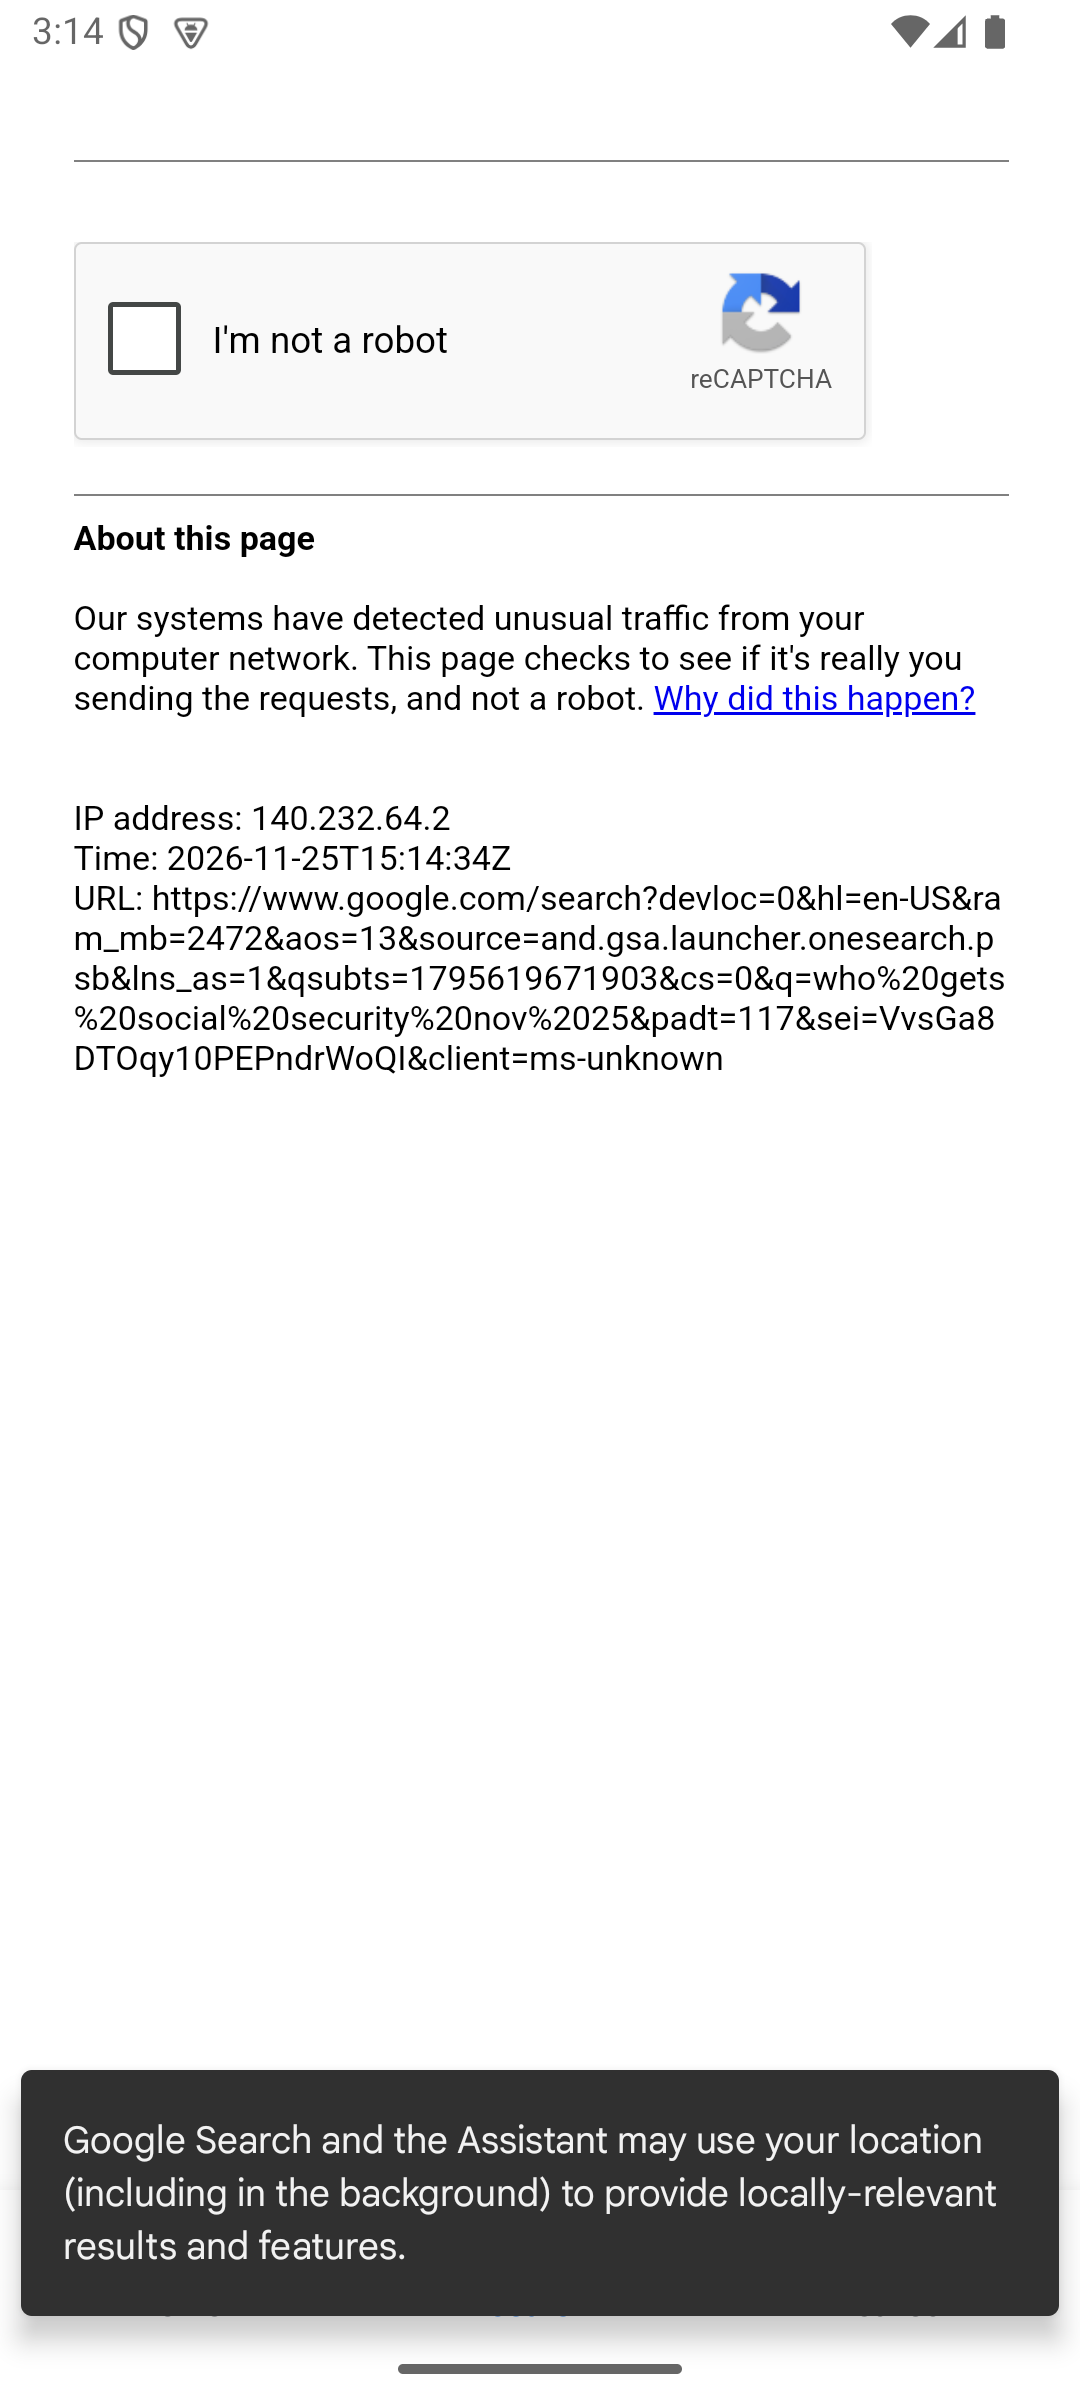 3:14
I'm not a robot
reCAPTCHA
About this page
Our systems have detected unusual traffic from your
computer network. This page checks to see if it's really you
sending the requests, and not a robot. Why did this happen?
IP address: 140.232.64.2
Time: 2026-11-25T15:14:34Z
URL: https://www.google.com/search?devloc=0&hl=en-US&ra
m_mb=2472&aos=13&source=and.gsa.launcher.onesearch.p
sb&lns_as=1&qsubts=1795619671903&cs=0&q=who%20gets
%20social%20security%20nov%2025&padt=117&sei=VvsGa8
DTOqy10PEPndrWoQI&client=ms-unknown
Google Search and the Assistant may use your location
(including in the background) to provide locally-relevant
results and features.